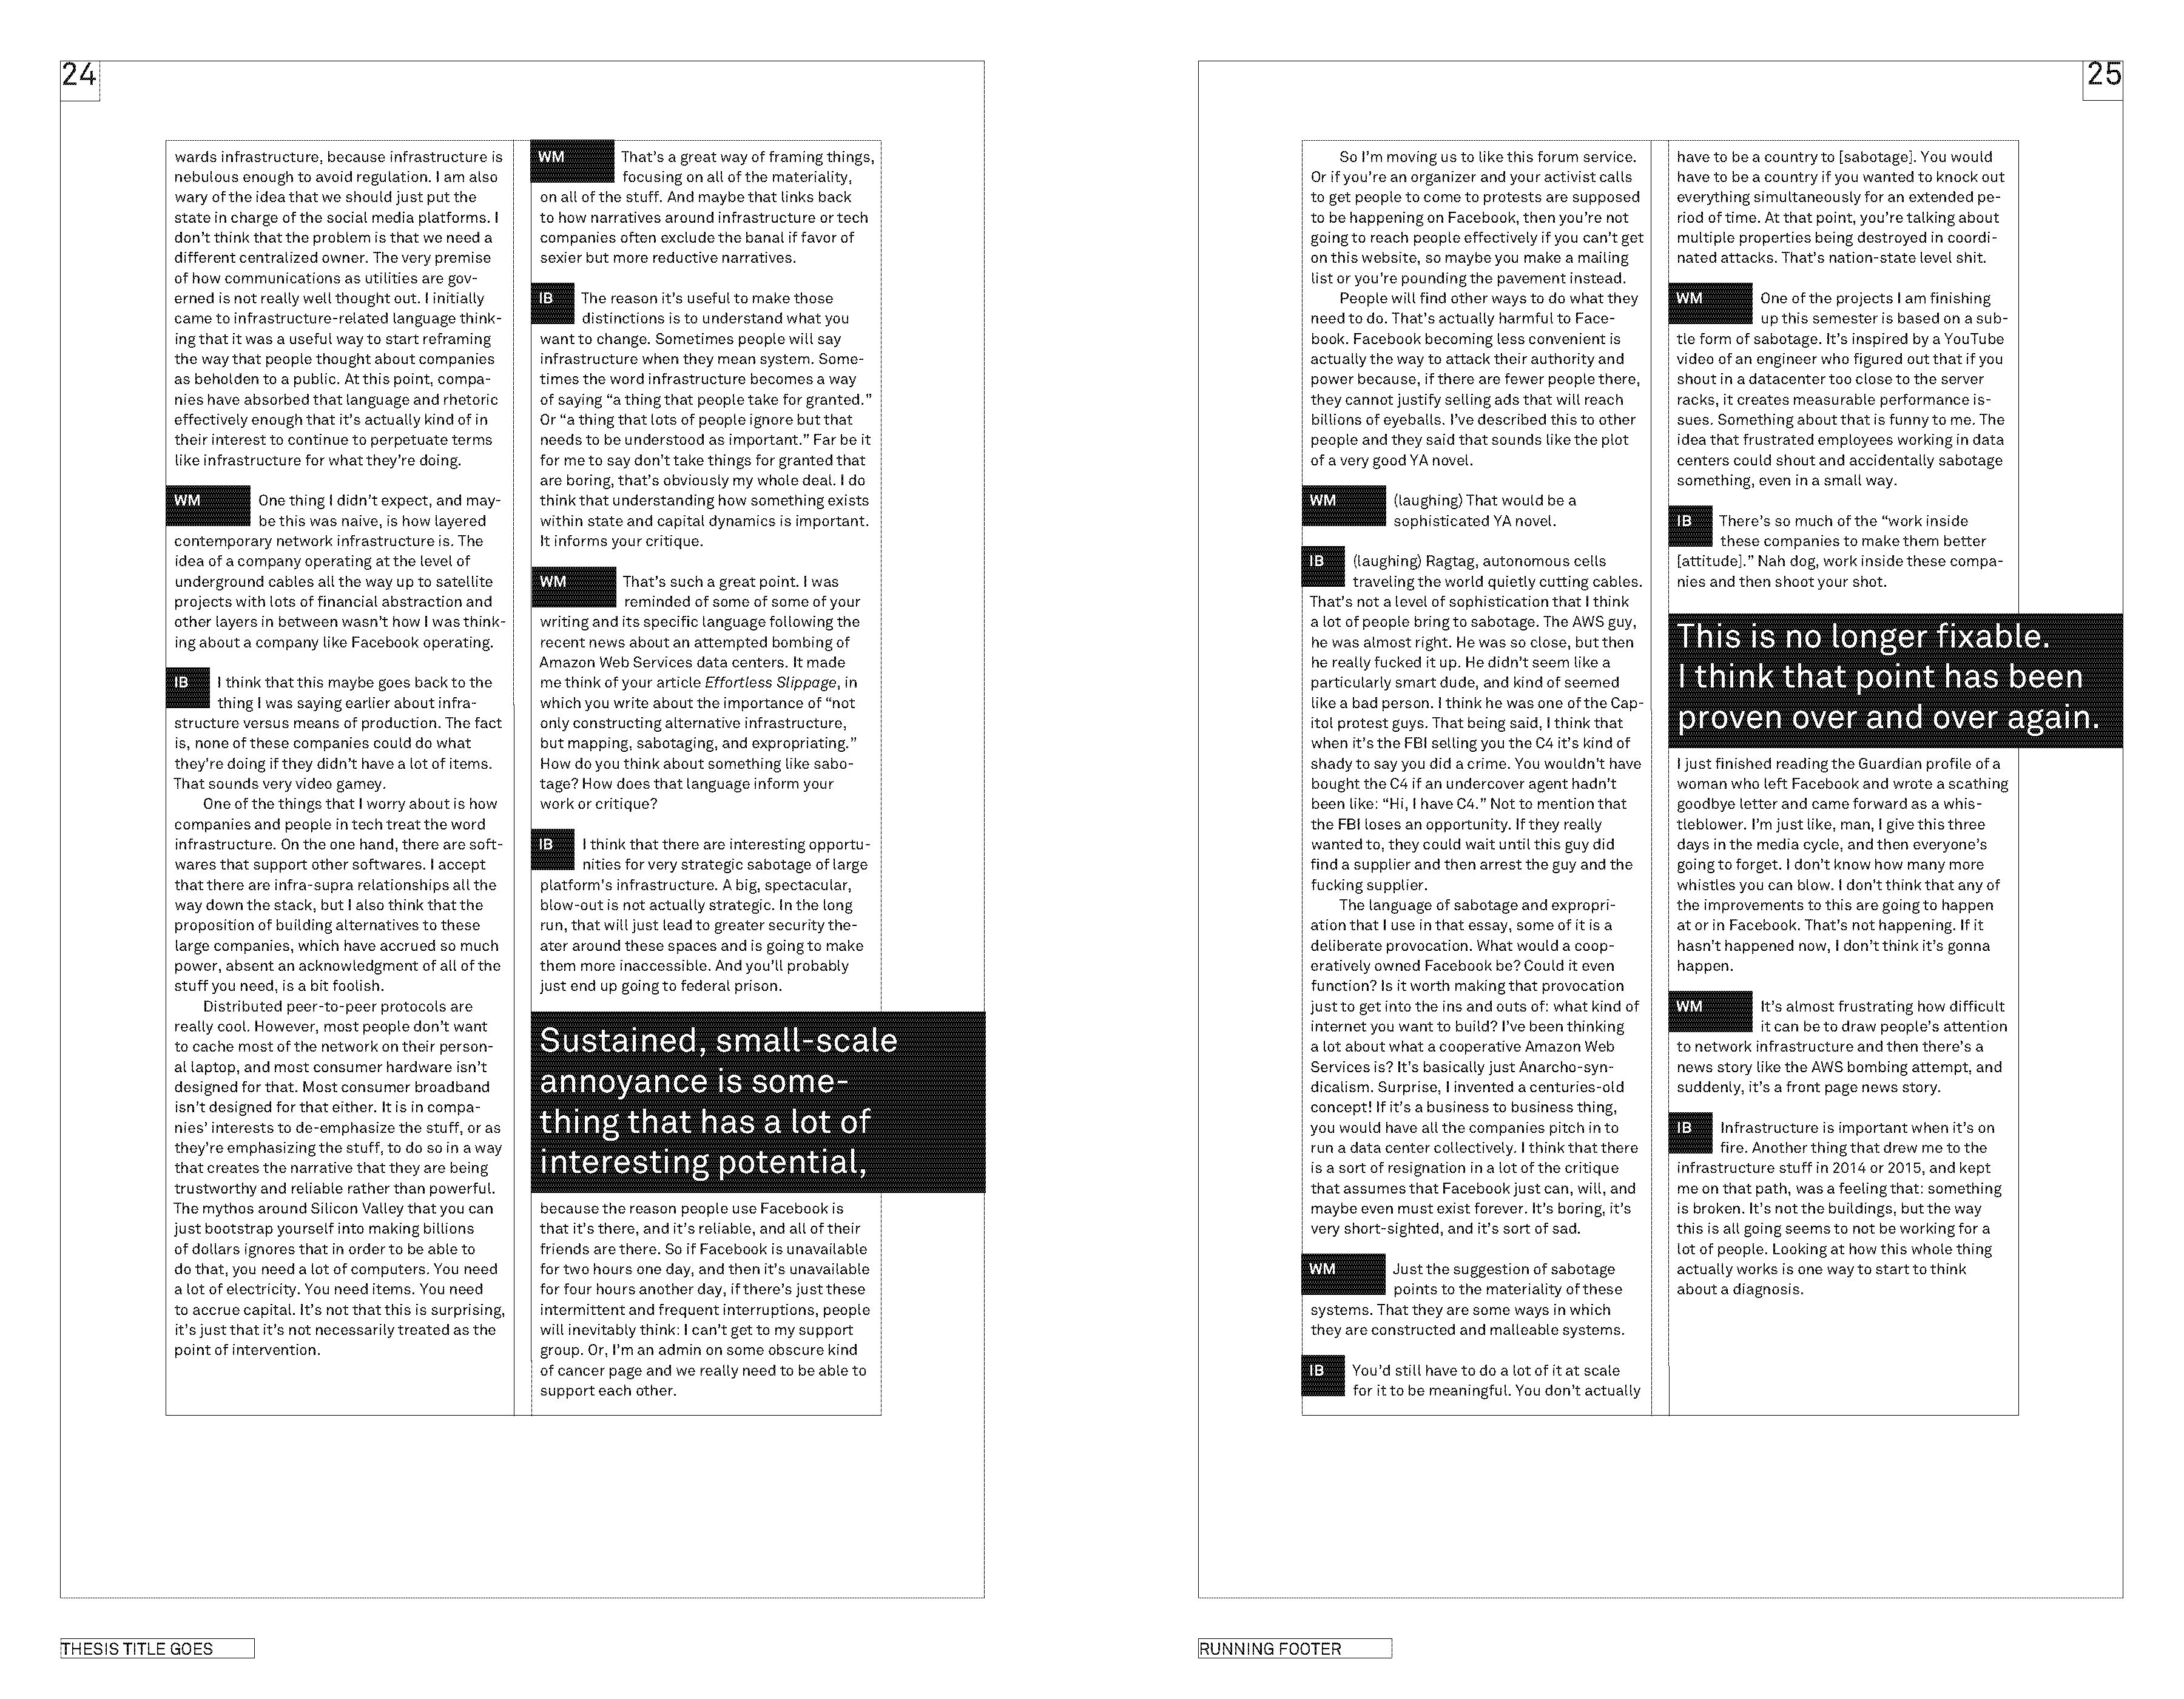 24
wards infrastructure, because infrastructure is
nebulous enough to avoid regulation. I am also
wary of the idea that we should just put the
state in charge of the social media platforms. I
don't think that the problem is that we need a
different centralized owner. The very premise
of how communications as utilities are gov-
erned is not really well thought out. I initially
came to infrastructure-related language think-
ing that it was a useful way to start reframing
the way that people thought about companies
as beholden to a public. At this point, compa-
nies have absorbed that language and rhetoric
effectively enough that it's actually kind of in
their interest to continue to perpetuate terms
like infrastructure for what they're doing.
WM One thing I didn't expect, and may-
be this was naive, is how layered
contemporary network infrastructure is. The
idea of a company operating at the level of
underground cables all the way up to satellite
projects with lots of financial abstraction and
other layers in between wasn't how I was think-
ing about a company like Facebook operating.
IB I think that this maybe goes back to the
thing I was saying earlier about infra-
structure versus means of production. The fact
is, none of these companies could do what
they're doing if they didn't have a lot of items.
That sounds very video gamey.
One of the things that I worry about is how
companies and people in tech treat the word
infrastructure. On the one hand, there are soft-
wares that support other softwares. I accept
that there are infra-supra relationships all the
way down the stack, but I also think that the
proposition of building alternatives to these
large companies, which have accrued so much
power, absent an acknowledgment of all of the
stuff you need, is a bit foolish.
Distributed peer-to-peer protocols are
really cool. However, most people don't want
to cache most of the network on their person-
al laptop, and most consumer hardware isn't
designed for that. Most consumer broadband
isn't designed for that either. It is in compa-
nies' interests to de-emphasize the stuff, or as
they're emphasizing the stuff, to do so in a way
that creates the narrative that they are being
trustworthy and reliable rather than powerful.
The mythos around Silicon Valley that you can
just bootstrap yourself into making billions
of dollars ignores that in order to be able to
do that, you need a lot of computers. You need
a lot of electricity. You need items. You need
to accrue capital. It's not that this is surprising,
it's just that it's not necessarily treated as the
point of intervention.
WM That's a great way of framing things,
focusing on all of the materiality,
on all of the stuff. And maybe that links back
to how narratives around infrastructure or tech
companies often exclude the banal if favor of
sexier but more reductive narratives.
IB The reason it's useful to make those
distinctions is to understand what you
want to change. Sometimes people will say
infrastructure when they mean system. Some-
times the word infrastructure becomes a way
of saying “a thing that people take for granted.”
Or “a thing that lots of people ignore but that
needs to be understood as important.” Far be it
for me to say don't take things for granted that
are boring, that's obviously my whole deal. I do
think that understanding how something exists
within state and capital dynamics is important.
It informs your critique.
WM That's such a great point. I was
reminded of some of some of your
writing and its specific language following the
recent news about an attempted bombing of
Amazon Web Services data centers. It made
me think of your article Effortless Slippage, in
which you write about the importance of “not
only constructing alternative infrastructure,
but mapping, sabotaging, and expropriating.”
How do you think about something like sabo-
tage? How does that language inform your
work or critique?
IB I think that there are interesting opportu-
nities for very strategic sabotage of large
platform's infrastructure. A big, spectacular,
blow-out is not actually strategic. In the long
run, that will just lead to greater security the-
ater around these spaces and is going to make
them more inaccessible. And you'll probably
just end up going to federal prison.
Sustained, small-scale
annoyance is some-
thing that has a lot of
interesting potential,
because the reason people use Facebook is
that it's there, and it's reliable, and all of their
friends are there. So if Facebook is unavailable
for two hours one day, and then it's unavailable
for four hours another day, if there's just these
intermittent and frequent interruptions, people
will inevitably think: I can't get to my support
group. Or, I'm an admin on some obscure kind
of cancer page and we really need to be able to
support each other.
THESIS TITLE GOES
25
So I'm moving us to like this forum service.
Or if you're an organizer and your activist calls
to get people to come to protests are supposed
to be happening on Facebook, then you're not
going to reach people effectively if you can't get
on this website, so maybe you make a mailing
list or you're pounding the pavement instead.
People will find other ways to do what they
need to do. That's actually harmful to Face-
book. Facebook becoming less convenient is
actually the way to attack their authority and
power because, if there are fewer people there,
they cannot justify selling ads that will reach
billions of eyeballs. I've described this to other
people and they said that sounds like the plot
of a very good YA novel.
WM (laughing) That would be a
sophisticated YA novel.
IB (laughing) Ragtag, autonomous cells
traveling the world quietly cutting cables.
That's not a level of sophistication that I think
a lot of people bring to sabotage. The AWS guy,
he was almost right. He was so close, but then
he really fucked it up. He didn't seem like a
particularly smart dude, and kind of seemed
like a bad person. I think he was one of the Cap-
itol protest guys. That being said, I think that
when it's the FBI selling you the C4 it's kind of
shady to say you did a crime. You wouldn't have
bought the C4 if an undercover agent hadn't
been like: “Hi, I have C4.” Not to mention that
the FBI loses an opportunity. If they really
wanted to, they could wait until this guy did
find a supplier and then arrest the guy and the
fucking supplier.
The language of sabotage and expropri-
ation that I use in that essay, some of it is a
deliberate provocation. What would a coop-
eratively owned Facebook be? Could it even
function? Is it worth making that provocation
just to get into the ins and outs of: what kind of
internet you want to build? I've been thinking
a lot about what a cooperative Amazon Web
Services is? It's basically just Anarcho-syn-
dicalism. Surprise, I invented a centuries-old
concept! If it's a business to business thing,
you would have all the companies pitch in to
run a data center collectively. I think that there
is a sort of resignation in a lot of the critique
that assumes that Facebook just can, will, and
maybe even must exist forever. It's boring, it's
very short-sighted, and it's sort of sad.
WM Just the suggestion of sabotage
points to the materiality of these
systems. That they are some ways in which
they are constructed and malleable systems.
IB You'd still have to do a lot of it at scale
for it to be meaningful. You don't actually
have to be a country to [sabotage]. You would
have to be a country if you wanted to knock out
everything simultaneously for an extended pe-
riod of time. At that point, you're talking about
multiple properties being destroyed in coordi-
nated attacks. That's nation-state level shit.
WM One of the projects I am finishing
up this semester is based on a sub-
tle form of sabotage. It's inspired by a YouTube
video of an engineer who figured out that if you
shout in a datacenter too close to the server
racks, it creates measurable performance is-
sues. Something about that is funny to me. The
idea that frustrated employees working in data
centers could shout and accidentally sabotage
something, even in a small way.
IB There's so much of the “work inside
these companies to make them better
[attitude].” Nah dog, work inside these compa-
nies and then shoot your shot.
This is no longer fixable.
I think that point has been
proven over and over again.
I just finished reading the Guardian profile of a
woman who left Facebook and wrote a scathing
goodbye letter and came forward as a whis-
tleblower. I'm just like, man, I give this three
days in the media cycle, and then everyone's
going to forget. I don't know how many more
whistles you can blow. I don't think that any of
the improvements to this are going to happen
at or in Facebook. That's not happening. If it
hasn't happened now, I don't think it's gonna
happen.
WM It's almost frustrating how difficult
it can be to draw people's attention
to network infrastructure and then there's a
news story like the AWS bombing attempt, and
suddenly, it's a front page news story.
IB Infrastructure is important when it's on
fire. Another thing that drew me to the
infrastructure stuff in 2014 or 2015, and kept
me on that path, was a feeling that: something
is broken. It's not the buildings, but the way
this is all going seems to not be working for a
lot of people. Looking at how this whole thing
actually works is one way to start to think
about a diagnosis.
RUNNING FOOTER